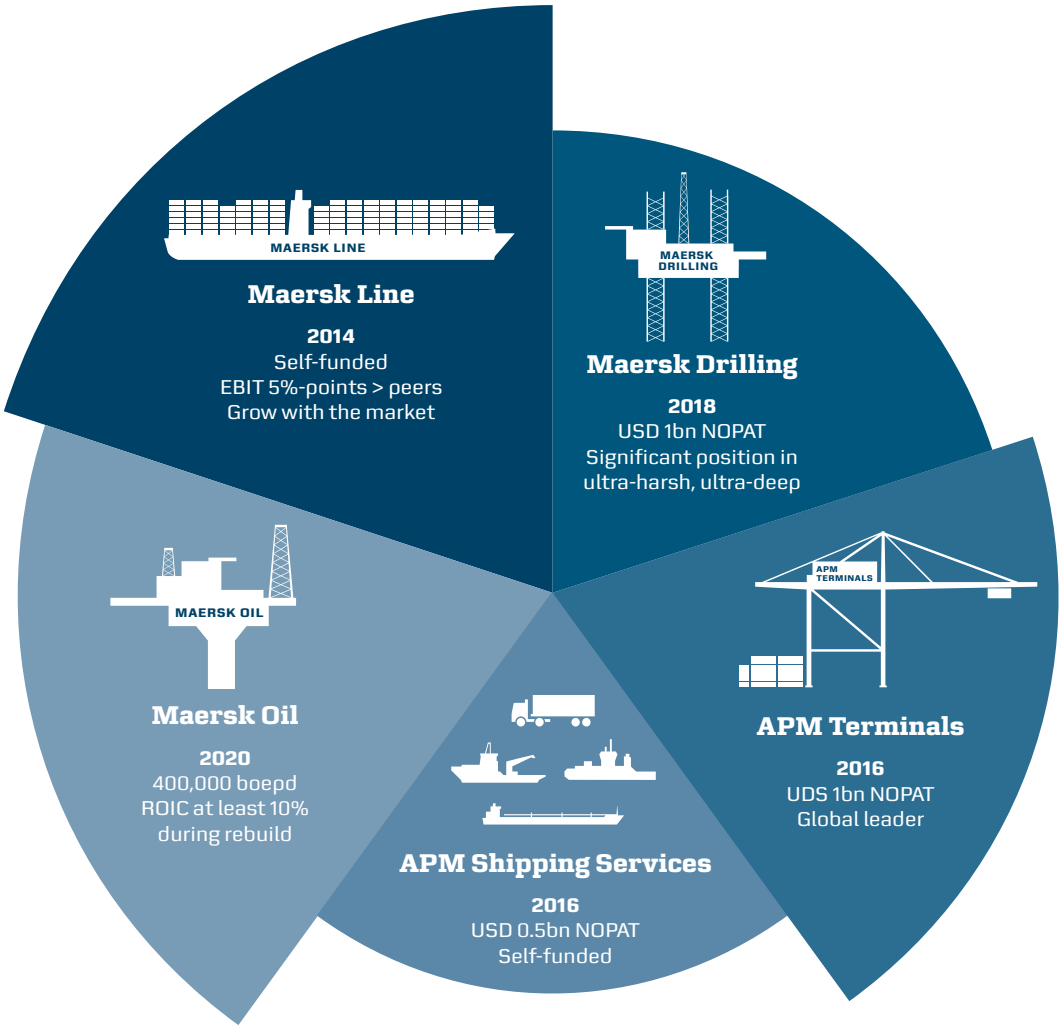 MAERSK LINE
Maersk Line
2014
Self-funded
EBIT 5%-points > peers
Grow with the market
MAERSK
DRILLING
Maersk Drilling
2018
USD 1bn NOPAT
Significant position in
ultra-harsh, ultra-deep
APM
TERMINALS
APM Terminals
2016
UDS 1bn NOPAT
Global leader
APM Shipping Services
2016
USD 0.5bn NOPAT
Self-funded
MAERSK OIL
Maersk Oil
2020
400,000 boepd
ROIC at least 10%
during rebuild